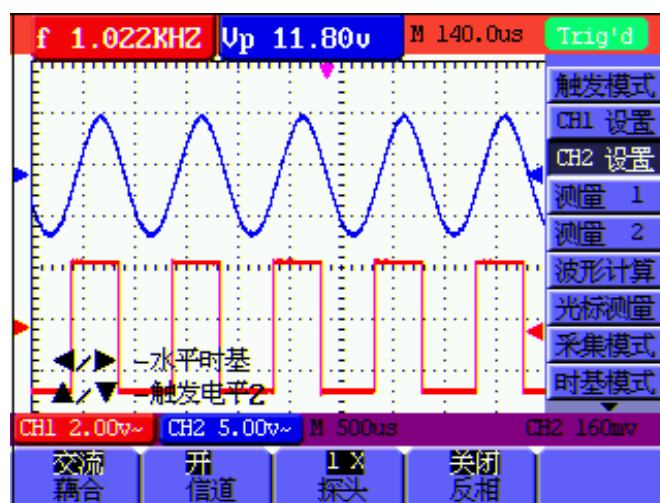 f 1.022KHZ Vp 11.80v M 140.0us Trig'd
触发模式
CH1 设置
CH2 设置
测量 1
测量 2
波形计算
光标测量
采集模式
时基模式
◀/▶ -水平时基
▲/▼ -触发电平2
CH1 2.00v~ CH2 5.00v~ M 500us CH2 160mv
交流 开 1 X 关闭
藕合 信道 探头 反相